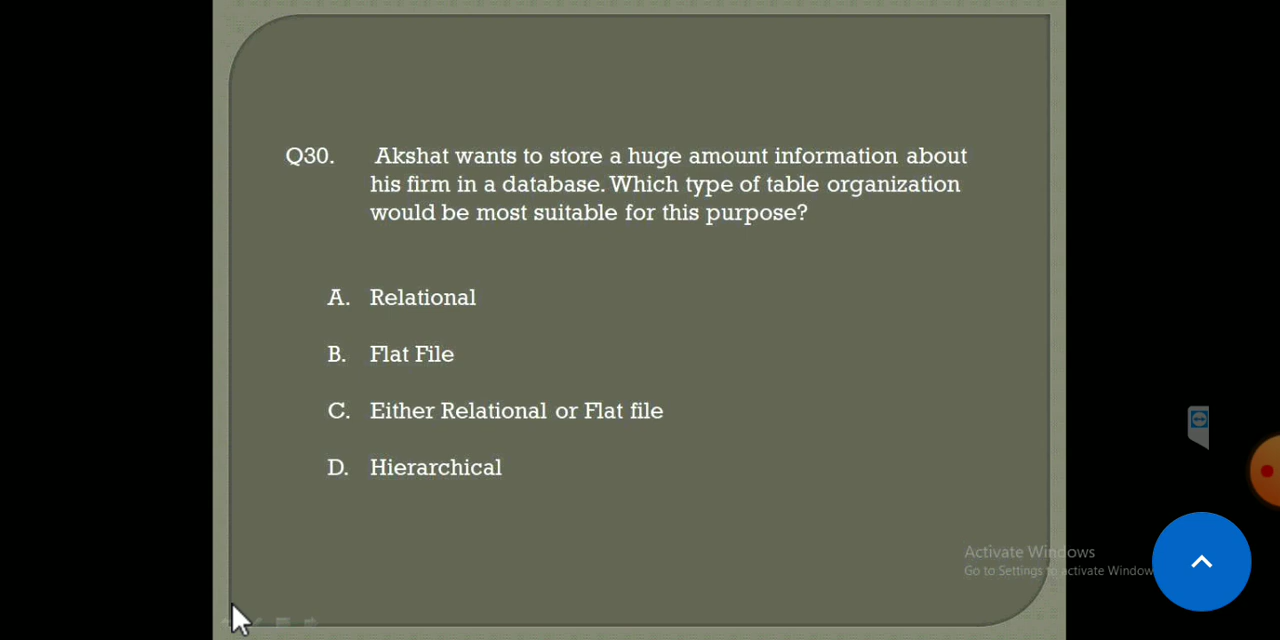 Q30. Akshat wants to store a huge amount information about
his firm in a database. Which type of table organization
would be most suitable for this purpose?
A. Relational
B. Flat File
C. Either Relational or Flat file
D. Hierarchical
Activate Windows
Go to Settings to activate Window